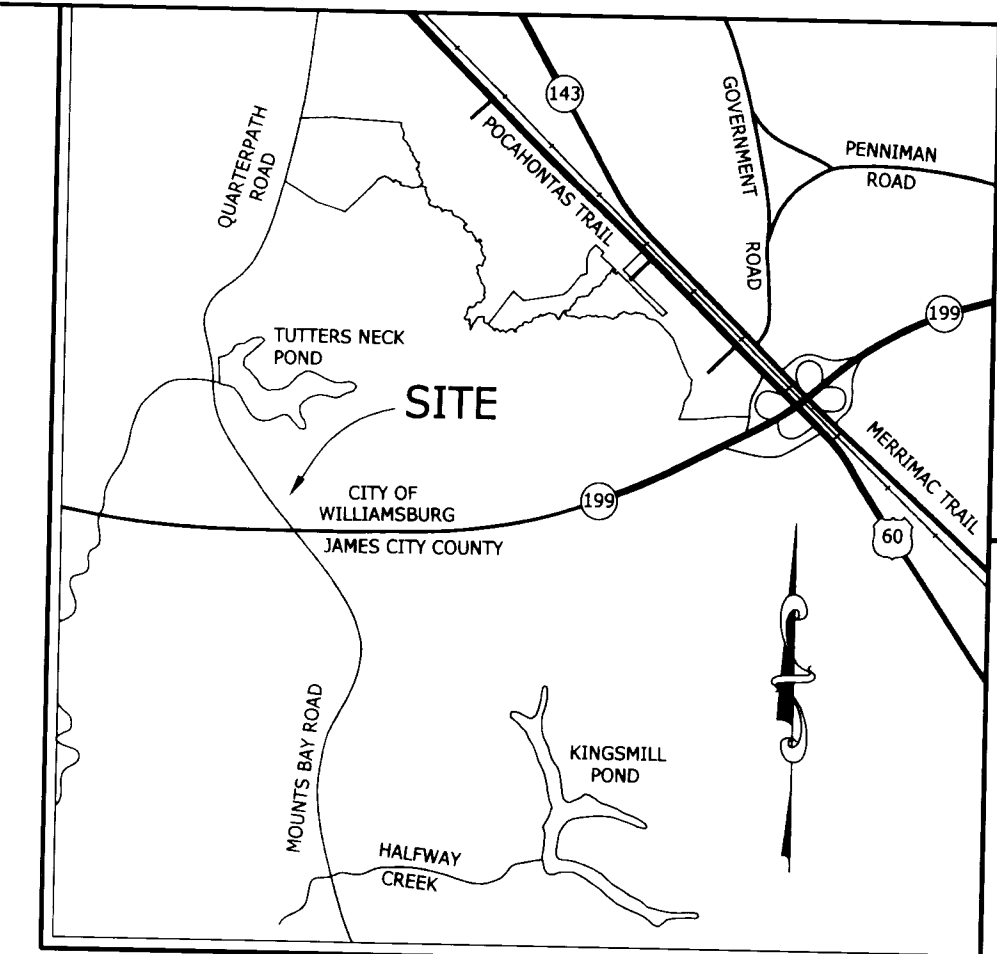 143
QUARTERPATH
ROAD
POCAHONTAS TRAIL
GOVERNMENT
ROAD
PENNIMAN
ROAD
199
TUTTERS NECK
POND
SITE
MERRIMAC TRAIL
CITY OF
WILLIAMSBURG
199
JAMES CITY COUNTY
60
MOUNTS BAY ROAD
KINGSMILL
POND
HALFWAY
CREEK